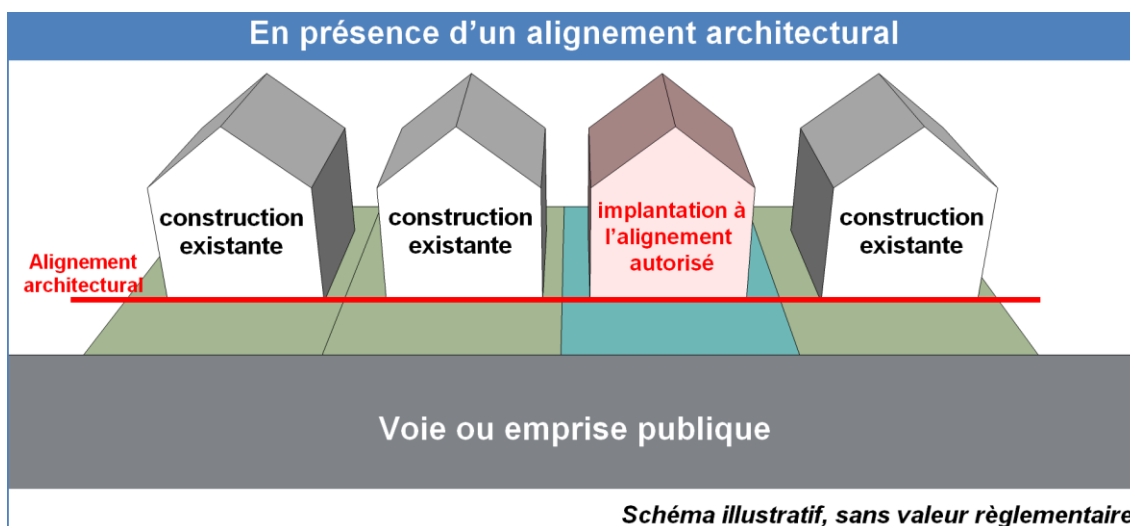 En présence d'un alignement architectural
construction
existante
construction
existante
implantation à
l'alignement
autorisé
construction
existante
Alignement
architectural
Voie ou emprise publique
Schéma illustratif, sans valeur règlementaire